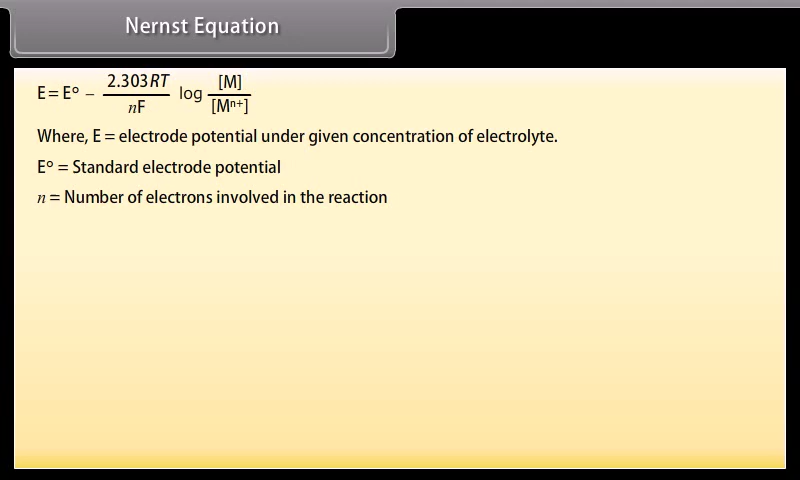 Nernst Equation
E = E° – 2.303RT/nF log [M]/[Mⁿ⁺]
Where, E = electrode potential under given concentration of electrolyte.
E° = Standard electrode potential
n = Number of electrons involved in the reaction